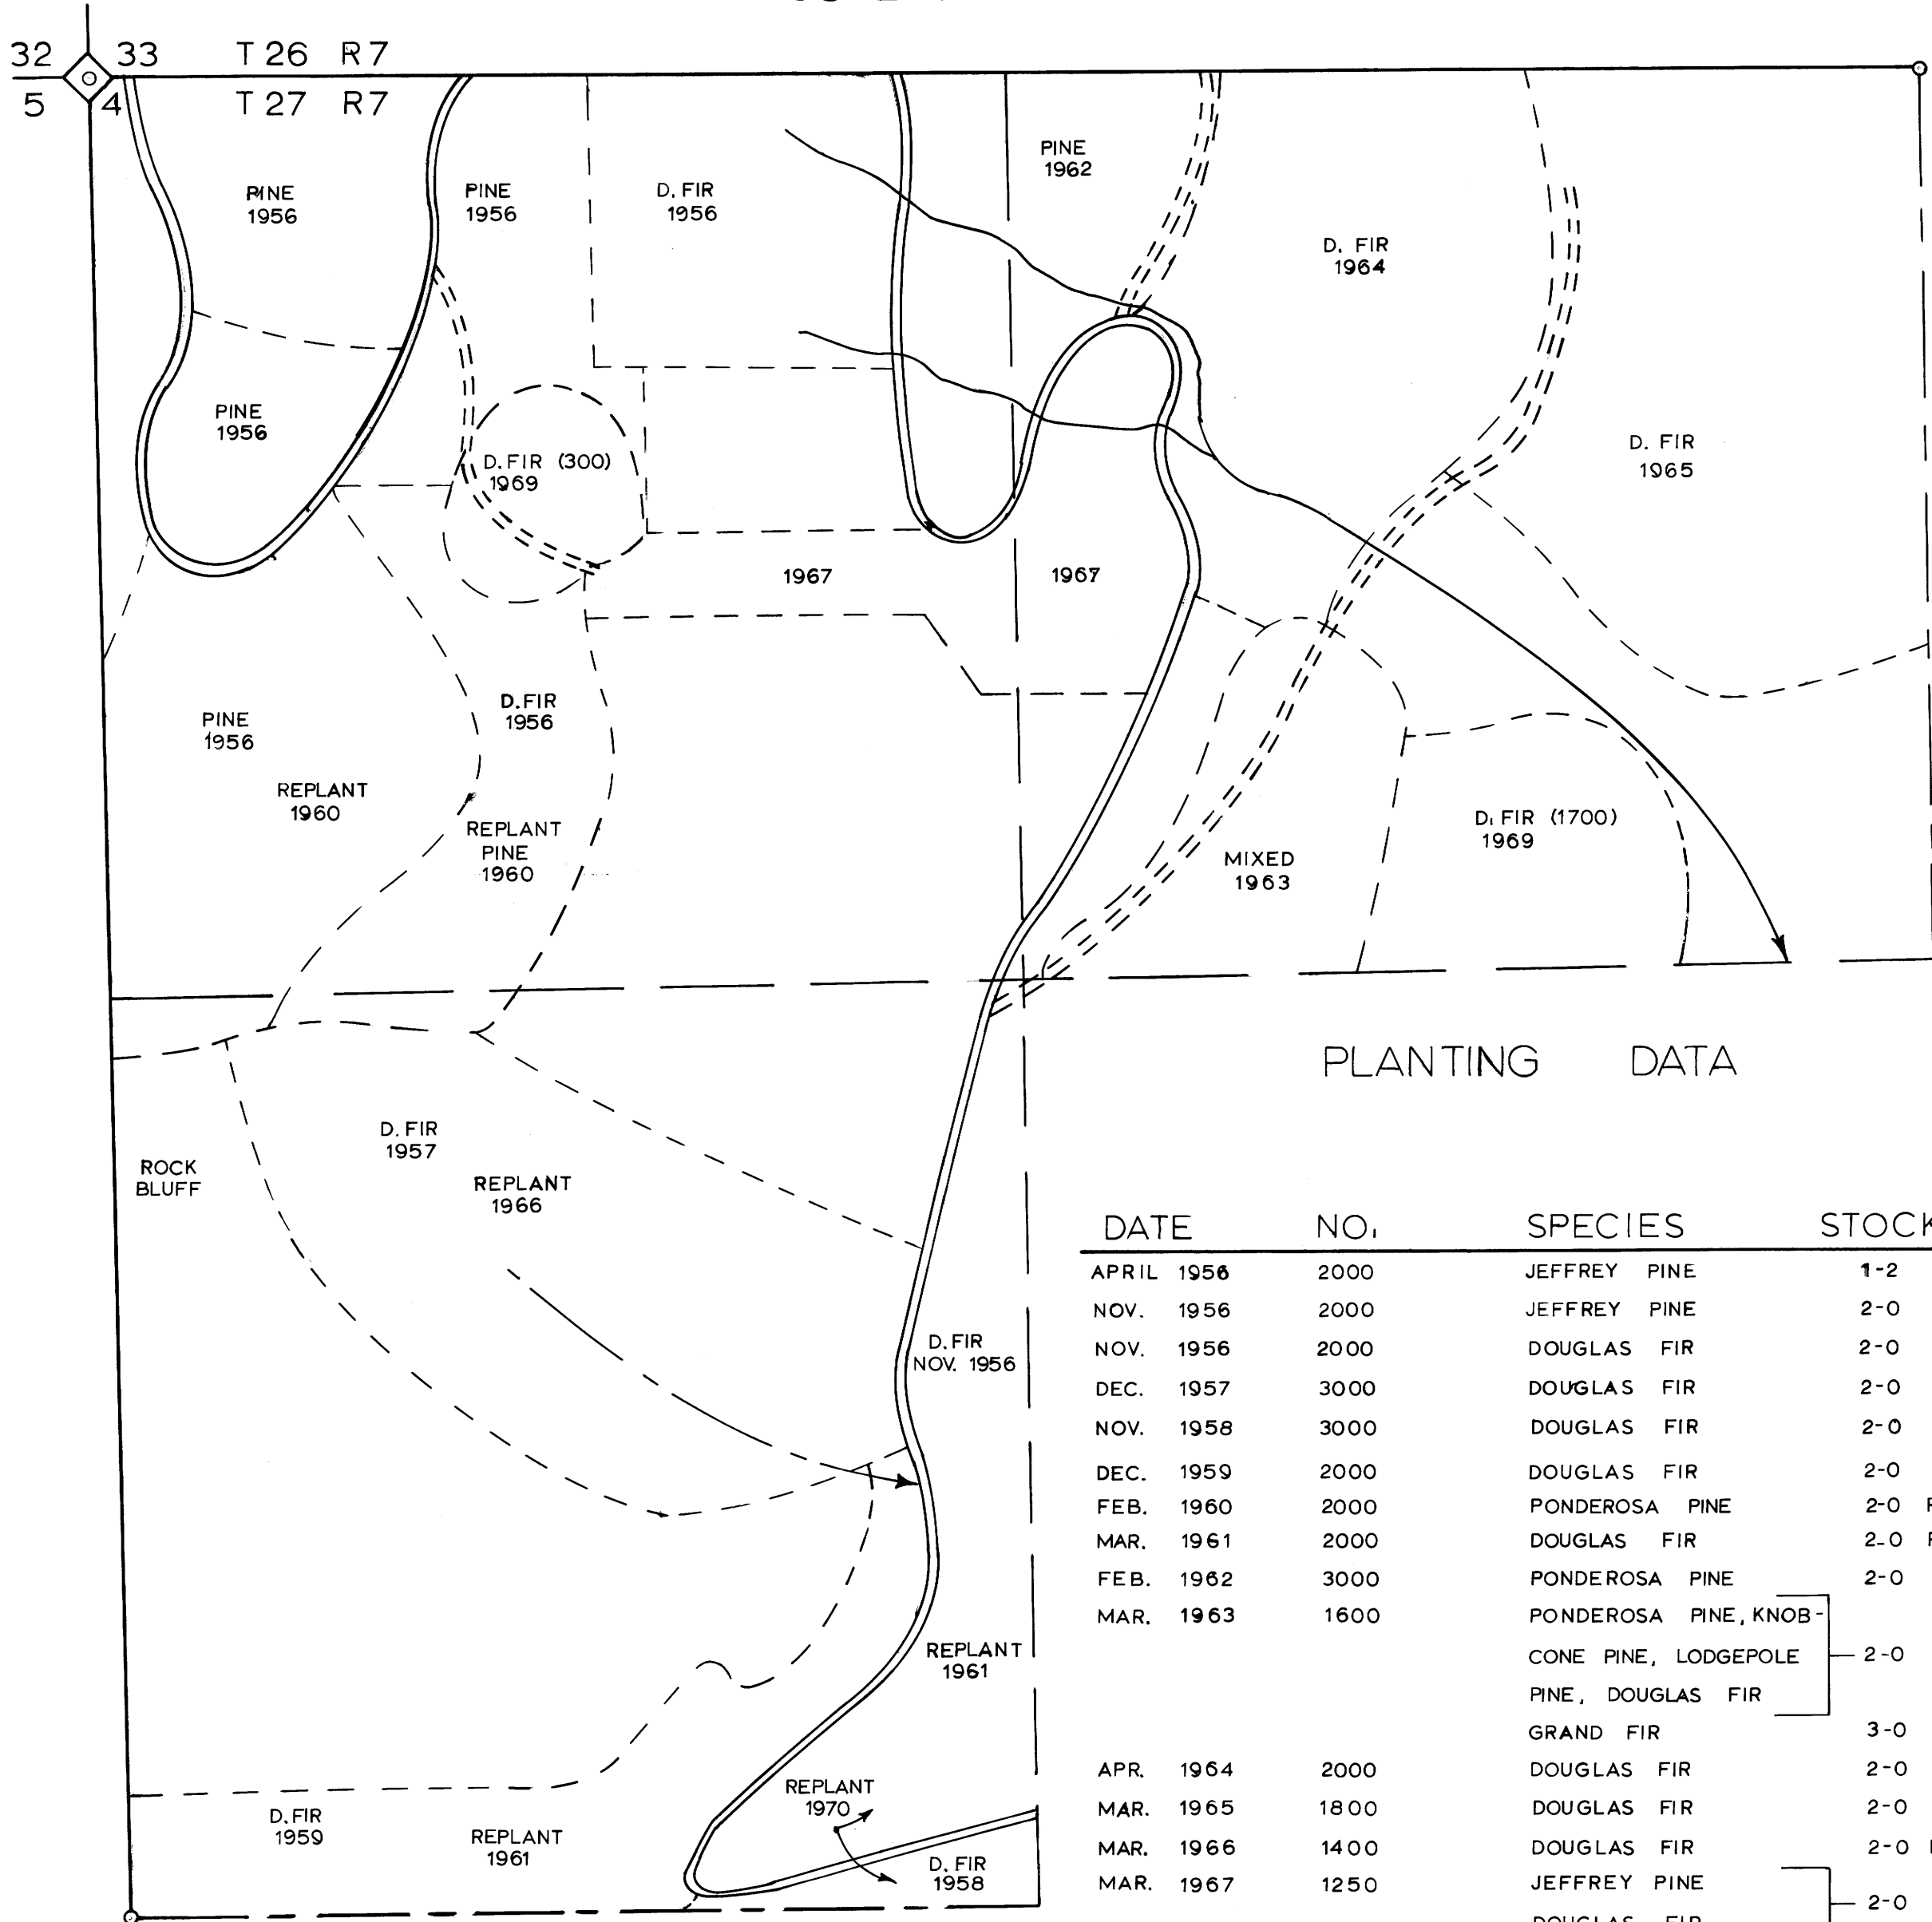 32 33 T 26 R 7
5 4 T 27 R 7
PINE
1956
PINE
1956
D. FIR
1956
PINE
1962
D. FIR
1964
PINE
1956
D. FIR (300)
1969
D. FIR
1965
1967
1967
PINE
1956
D. FIR
1956
REPLANT
1960
REPLANT
PINE
1960
MIXED
1963
D. FIR (1700)
1969
PLANTING DATA
ROCK
BLUFF
D. FIR
1957
REPLANT
1966
D. FIR
NOV. 1956
REPLANT
1961
REPLANT
1970
D. FIR
1959
REPLANT
1961
D. FIR
1958
DATE NO. SPECIES STOCK
APRIL 1956 2000 JEFFREY PINE 1-2
NOV. 1956 2000 JEFFREY PINE 2-0
NOV. 1956 2000 DOUGLAS FIR 2-0
DEC. 1957 3000 DOUGLAS FIR 2-0
NOV. 1958 3000 DOUGLAS FIR 2-0
DEC. 1959 2000 DOUGLAS FIR 2-0
FEB. 1960 2000 PONDEROSA PINE 2-0
MAR. 1961 2000 DOUGLAS FIR 2-0
FEB. 1962 3000 PONDEROSA PINE 2-0
MAR. 1963 1600 PONDEROSA PINE, KNOB-
CONE PINE, LODGEPOLE 2-0
PINE, DOUGLAS FIR
GRAND FIR 3-0
APR. 1964 2000 DOUGLAS FIR 2-0
MAR. 1965 1800 DOUGLAS FIR 2-0
MAR. 1966 1400 DOUGLAS FIR 2-0
MAR. 1967 1250 JEFFREY PINE
2-0
DOUGLAS FIR